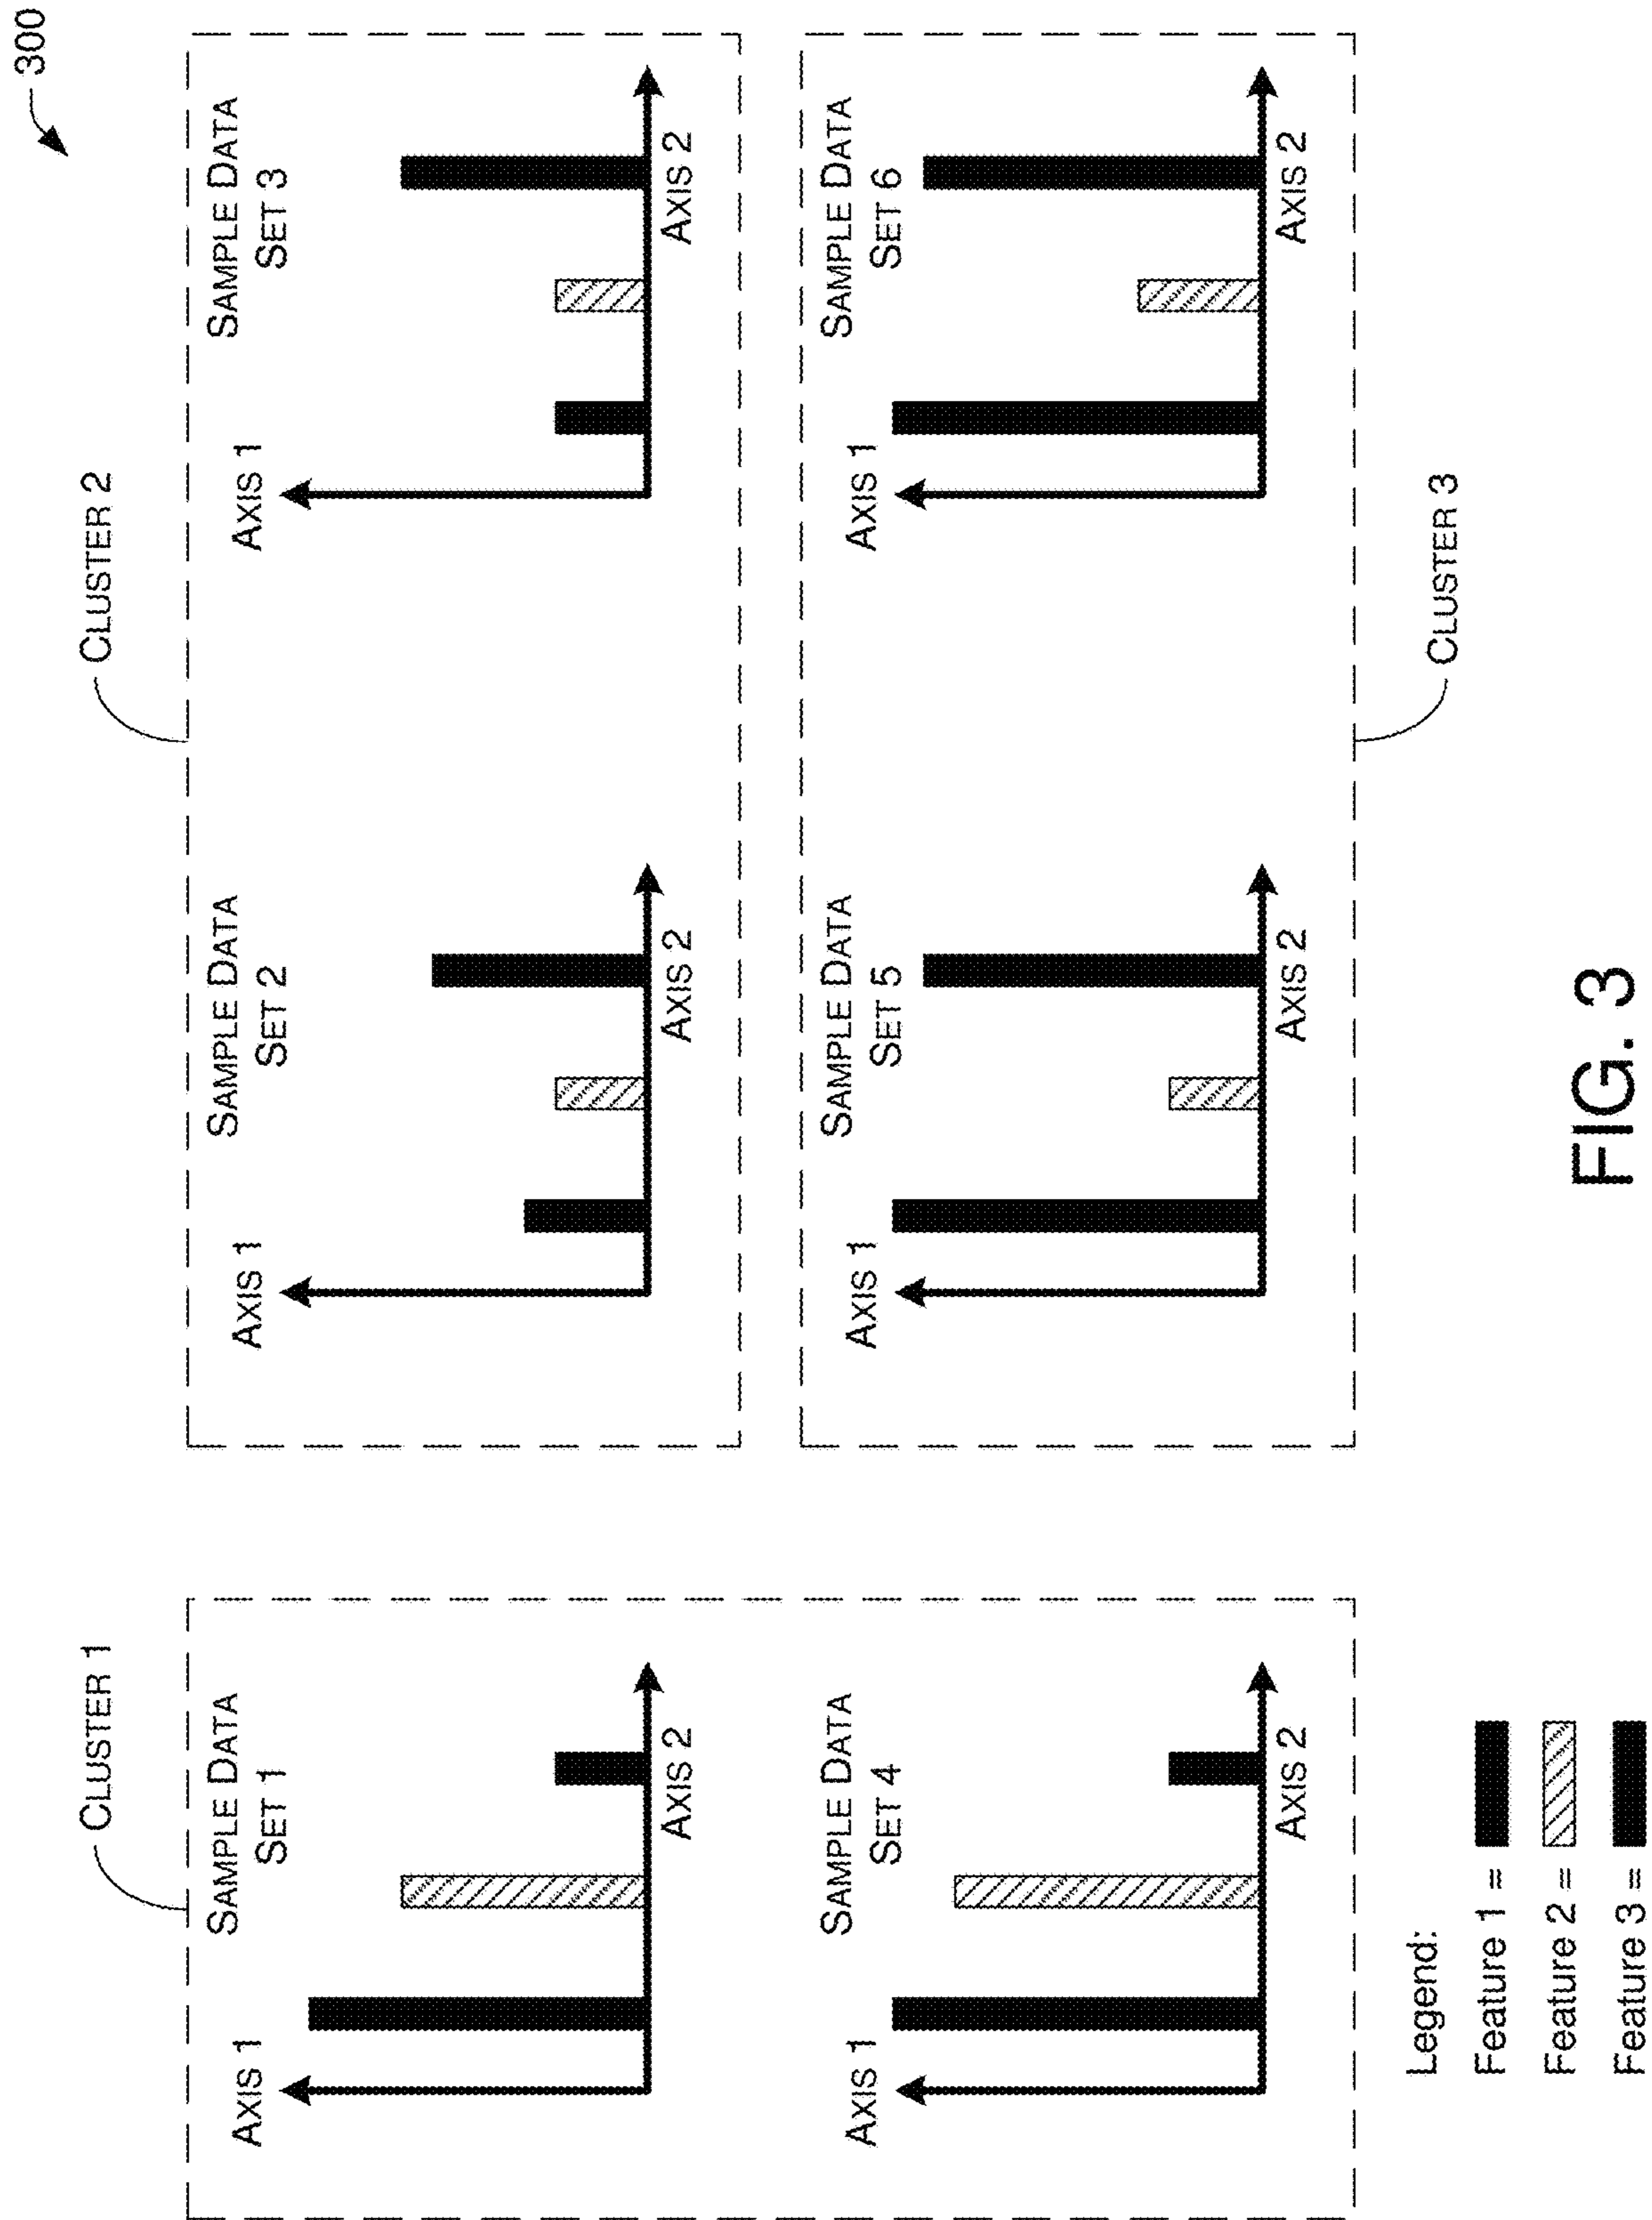 300
CLUSTER 1
SAMPLE DATA
SET 1
AXIS 1
AXIS 2
SAMPLE DATA
SET 4
AXIS 1
AXIS 2
CLUSTER 2
SAMPLE DATA
SET 2
AXIS 1
AXIS 2
SAMPLE DATA
SET 3
AXIS 1
AXIS 2
SAMPLE DATA
SET 5
AXIS 1
AXIS 2
SAMPLE DATA
SET 6
AXIS 1
AXIS 2
CLUSTER 3
Legend:
Feature 1 =
Feature 2 =
Feature 3 =
FIG. 3